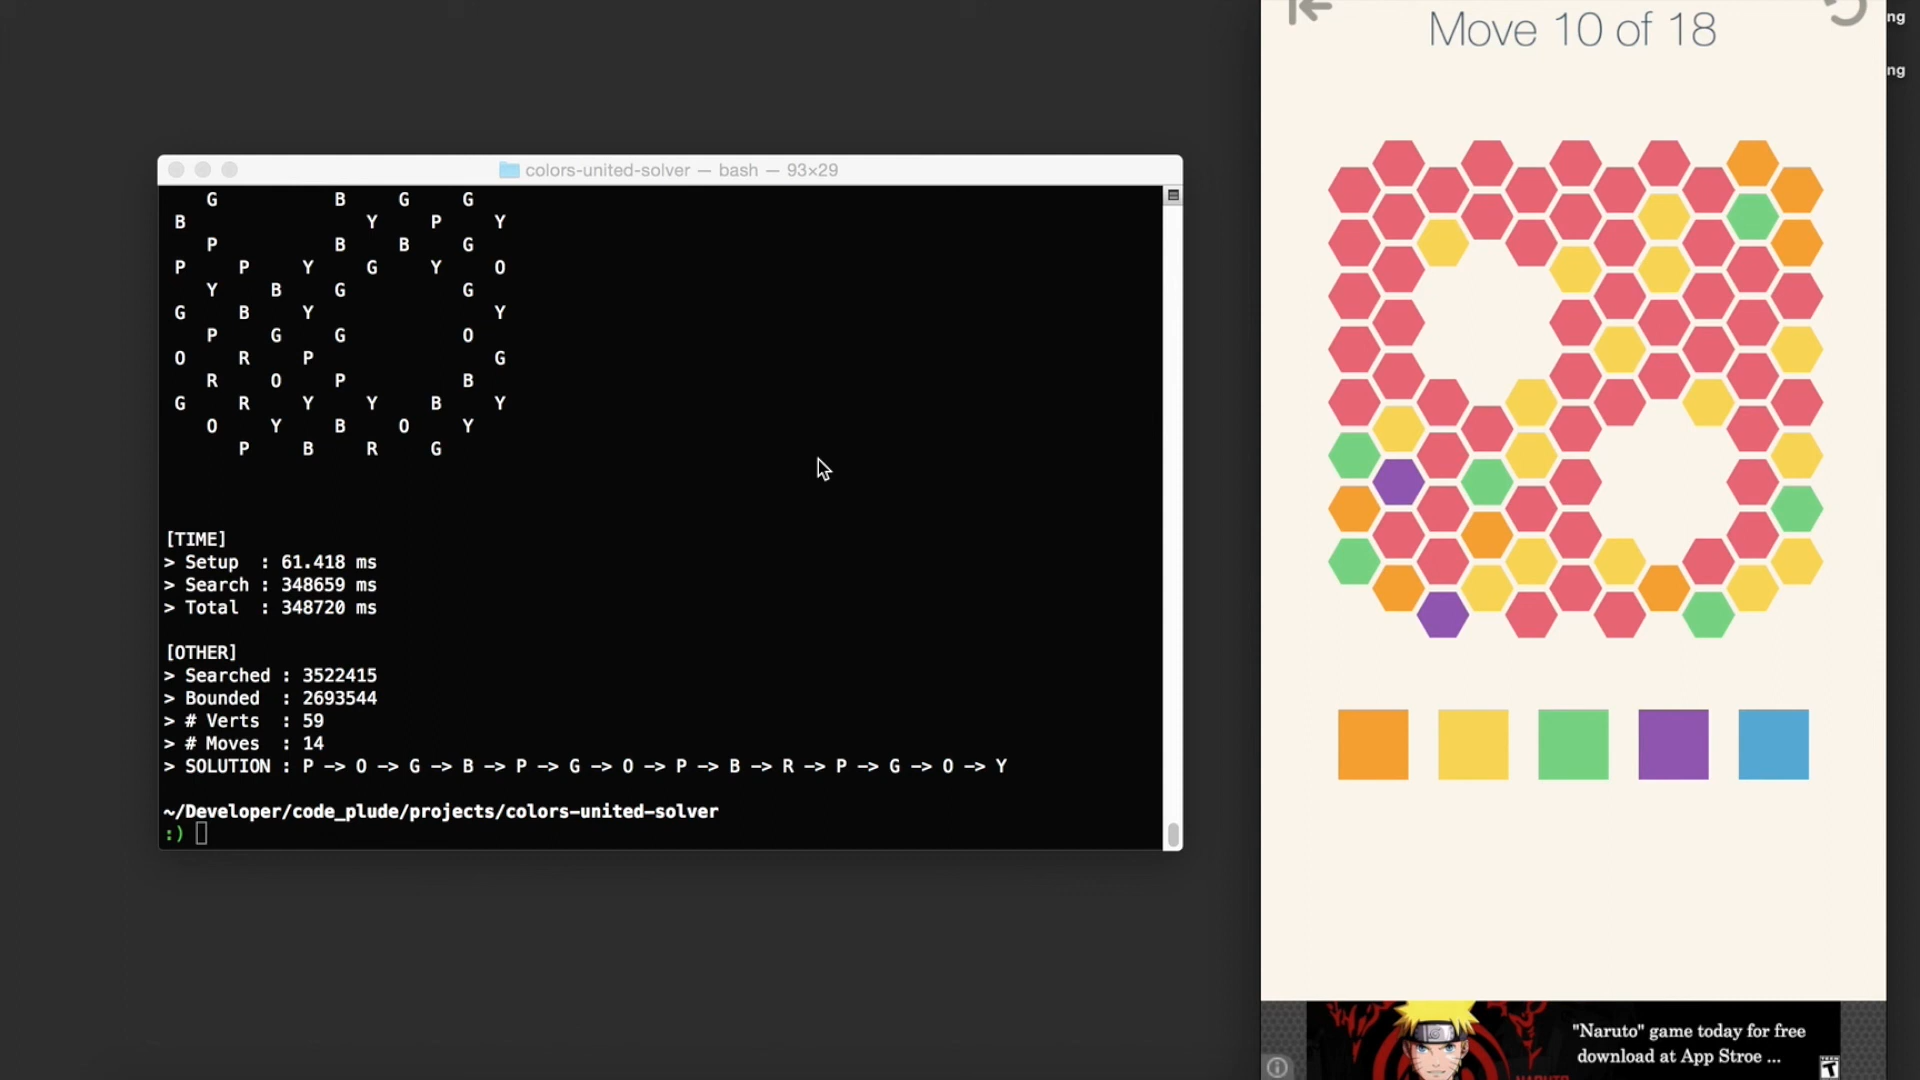 colors-united-solver — bash — 93×29
G B G G
B Y P Y
P B B G
P P Y G Y O
Y B G G
G B Y Y
P G G O
O R P G
R O P B
G R Y Y B Y
O Y B O Y
P B R G
[TIME]
> Setup : 61.418 ms
> Search : 348659 ms
> Total : 348720 ms
[OTHER]
> Searched : 3522415
> Bounded : 2693544
> # Verts : 59
> # Moves : 14
> SOLUTION : P -> O -> G -> B -> P -> G -> O -> P -> B -> R -> P -> G -> O -> Y
~/Developer/code_plude/projects/colors-united-solver
:)
Move 10 of 18
ng
ng
"Naruto" game today for free
download at App Stroe ...
TEEN
T